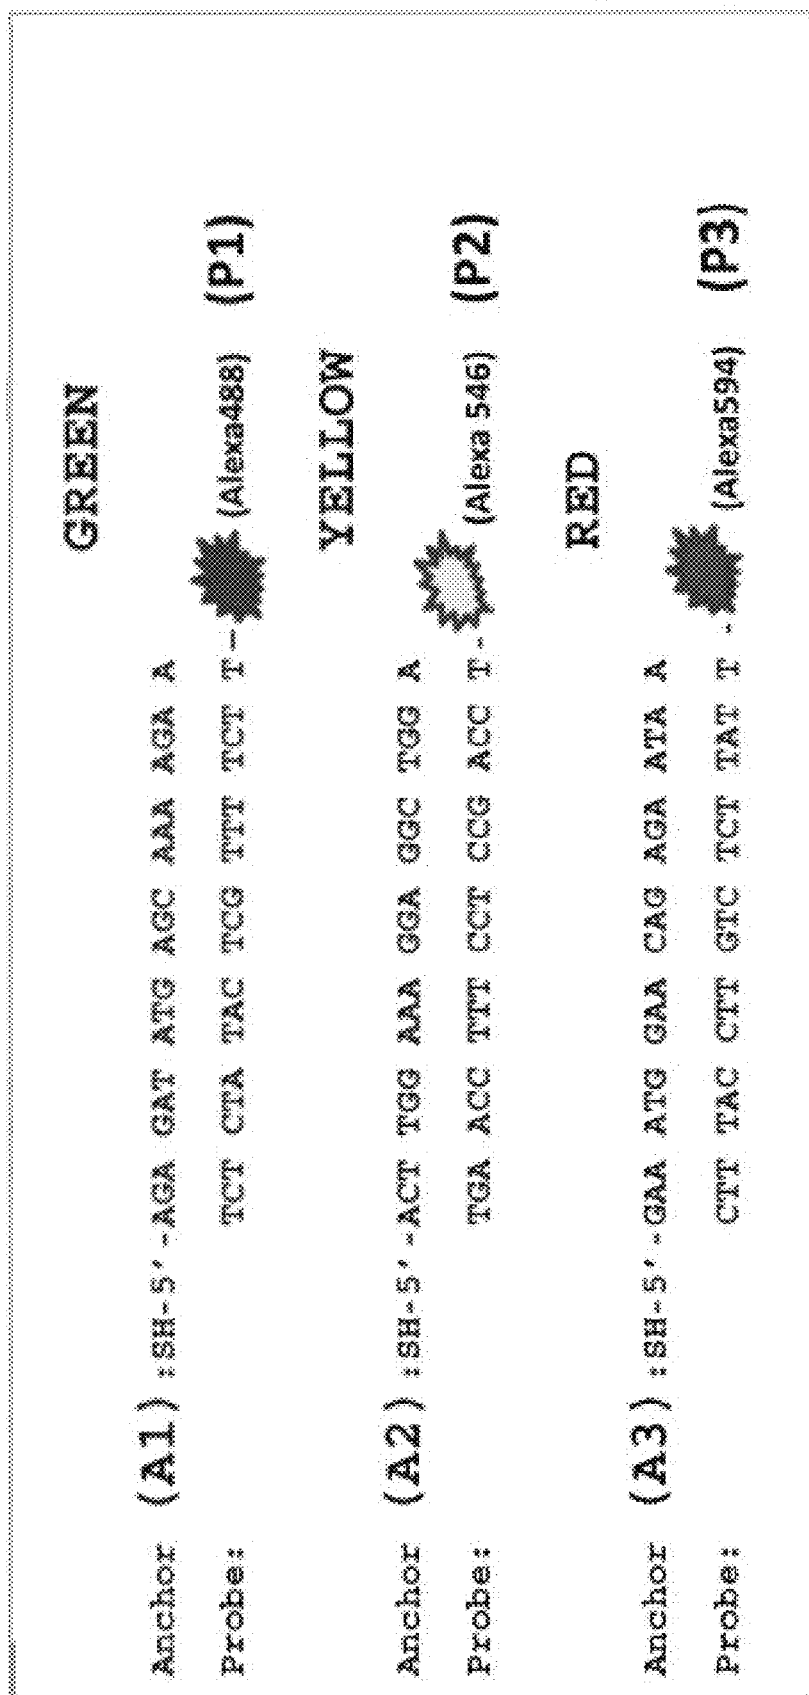 GREEN
Anchor (A1) :SH-5'-AGA GAT ATG AGC AAA AGA A
Probe: TCT CTA TAC TCG TTT TCT T– (Alexa488) (P1)
YELLOW
Anchor (A2) :SH-5'-ACT TGG AAA GGA GGC TGG A
Probe: TGA ACC TTT CCT CCG ACC T- (Alexa 546) (P2)
RED
Anchor (A3) :SH-5'-GAA ATG GAA CAG AGA ATA A
Probe: CTT TAC CTT GTC TCT TAT T - (Alexa594) (P3)